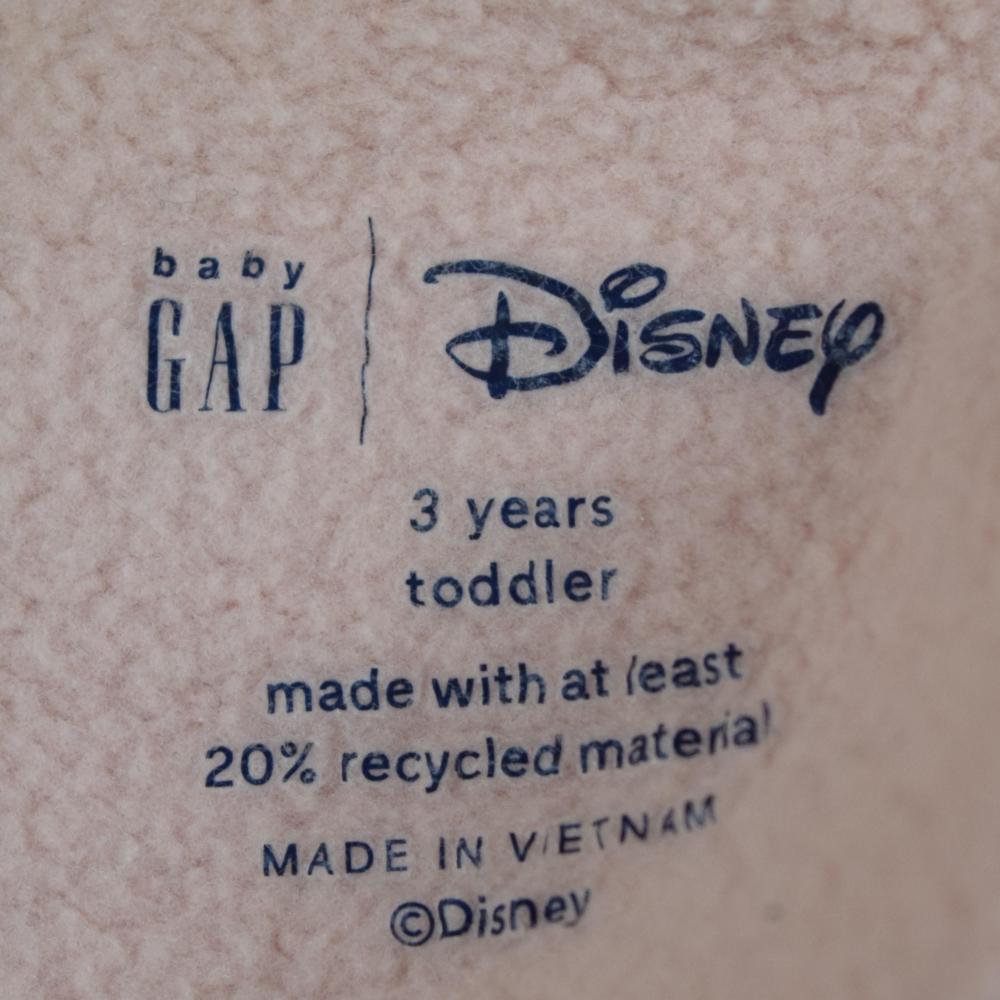 baby
GAP | Disney
3 years
toddler
made with at least
20% recycled material
MADE IN VIETNAM
©Disney